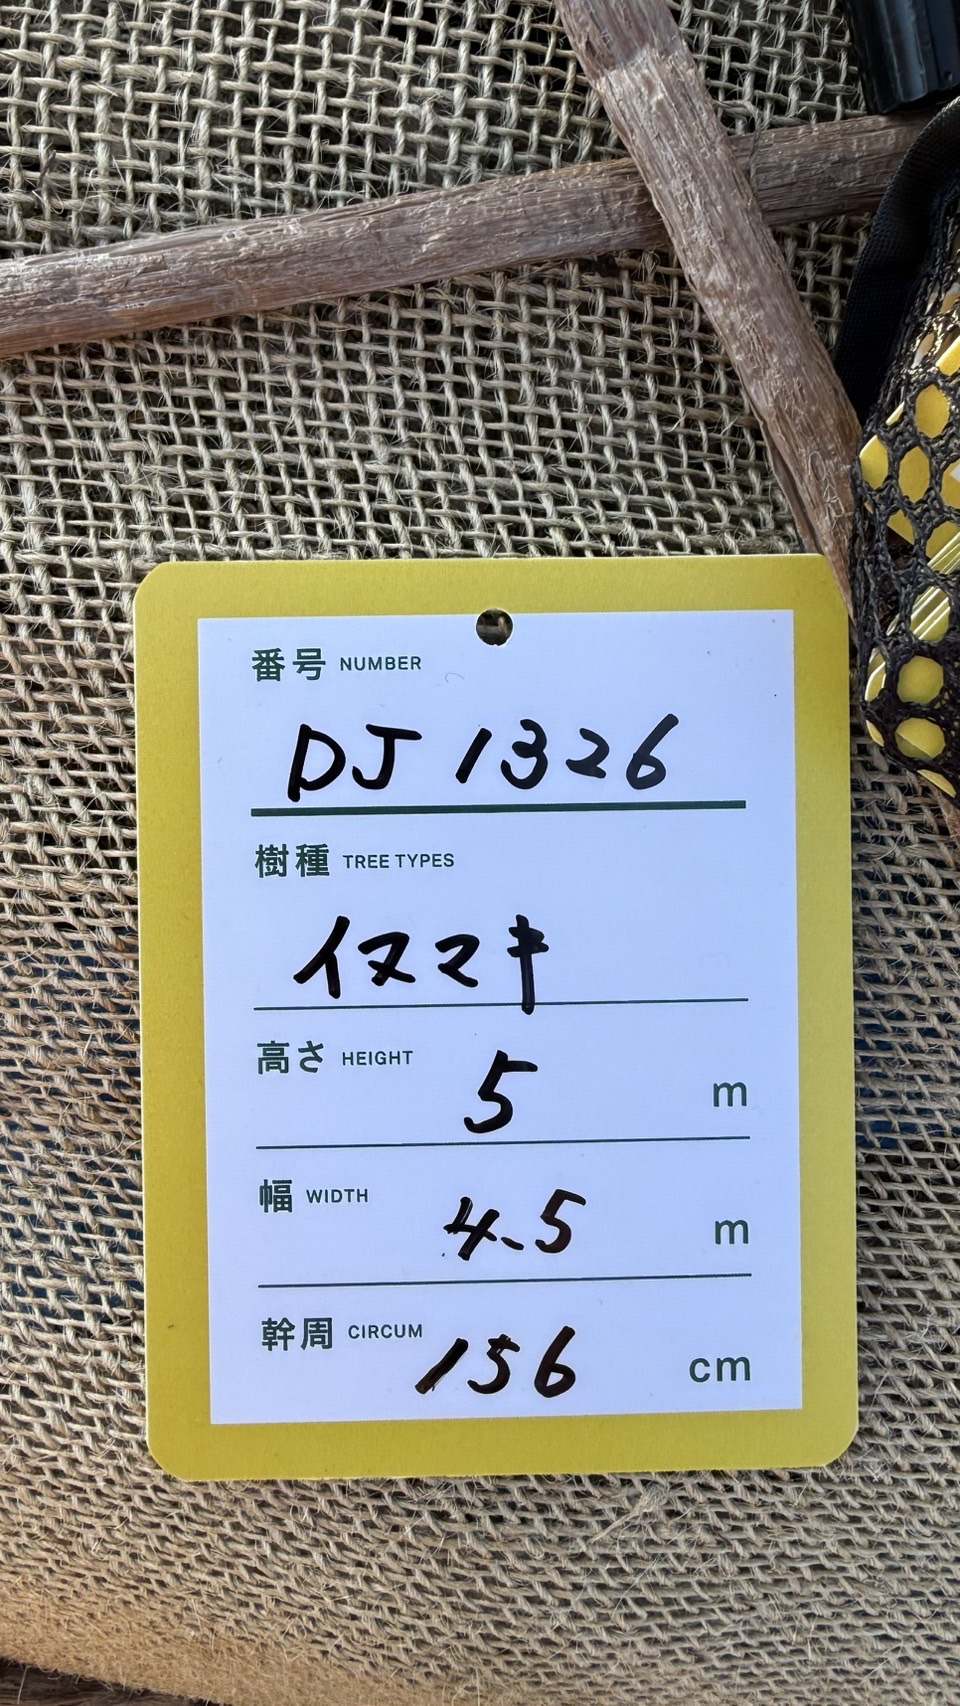 番号 NUMBER
DJ 1326
樹種 TREE TYPES
イヌマキ
高さ HEIGHT 5 m
幅 WIDTH 4.5 m
幹周 CIRCUM 156 cm